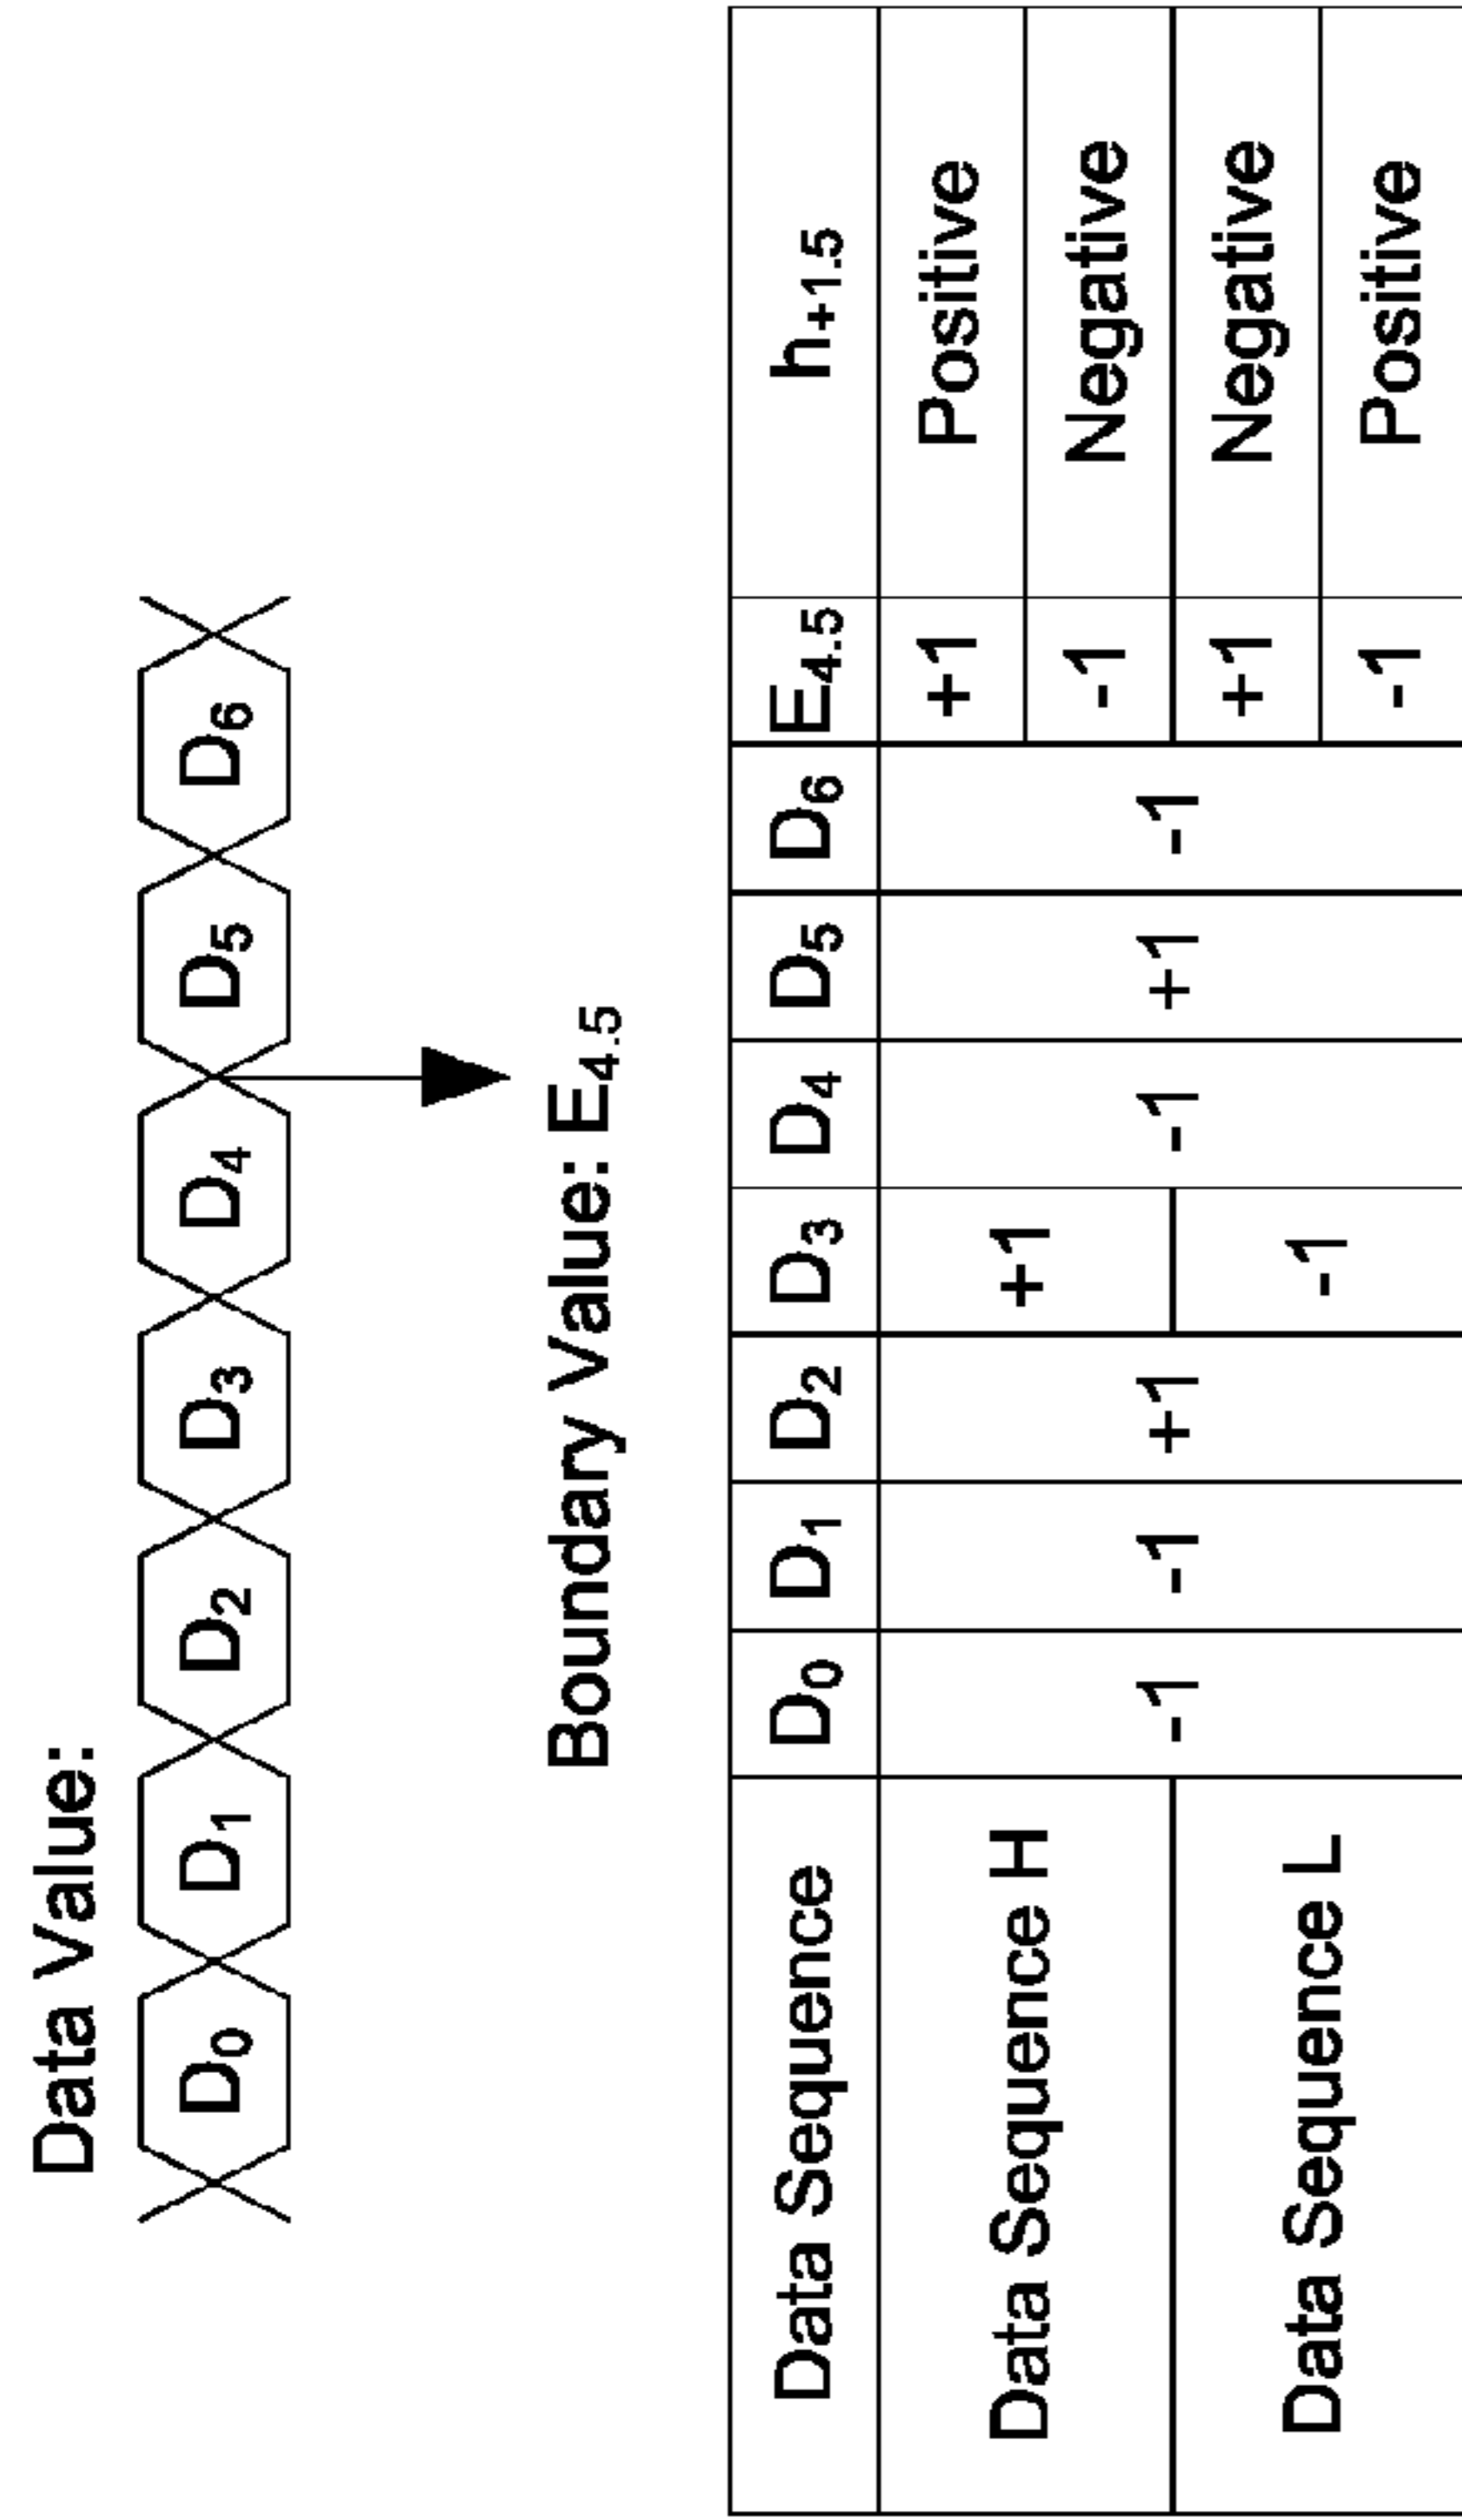 Data Value:
D0 D1 D2 D3 D4 D5 D6
Boundary Value: E4.5
Data Sequence D0 D1 D2 D3 D4 D5 D6 E4.5 h+1.5
Data Sequence H -1 -1 +1 +1 -1 +1 -1 +1 Positive
-1 Negative
Data Sequence L -1 +1 Negative
-1 Positive